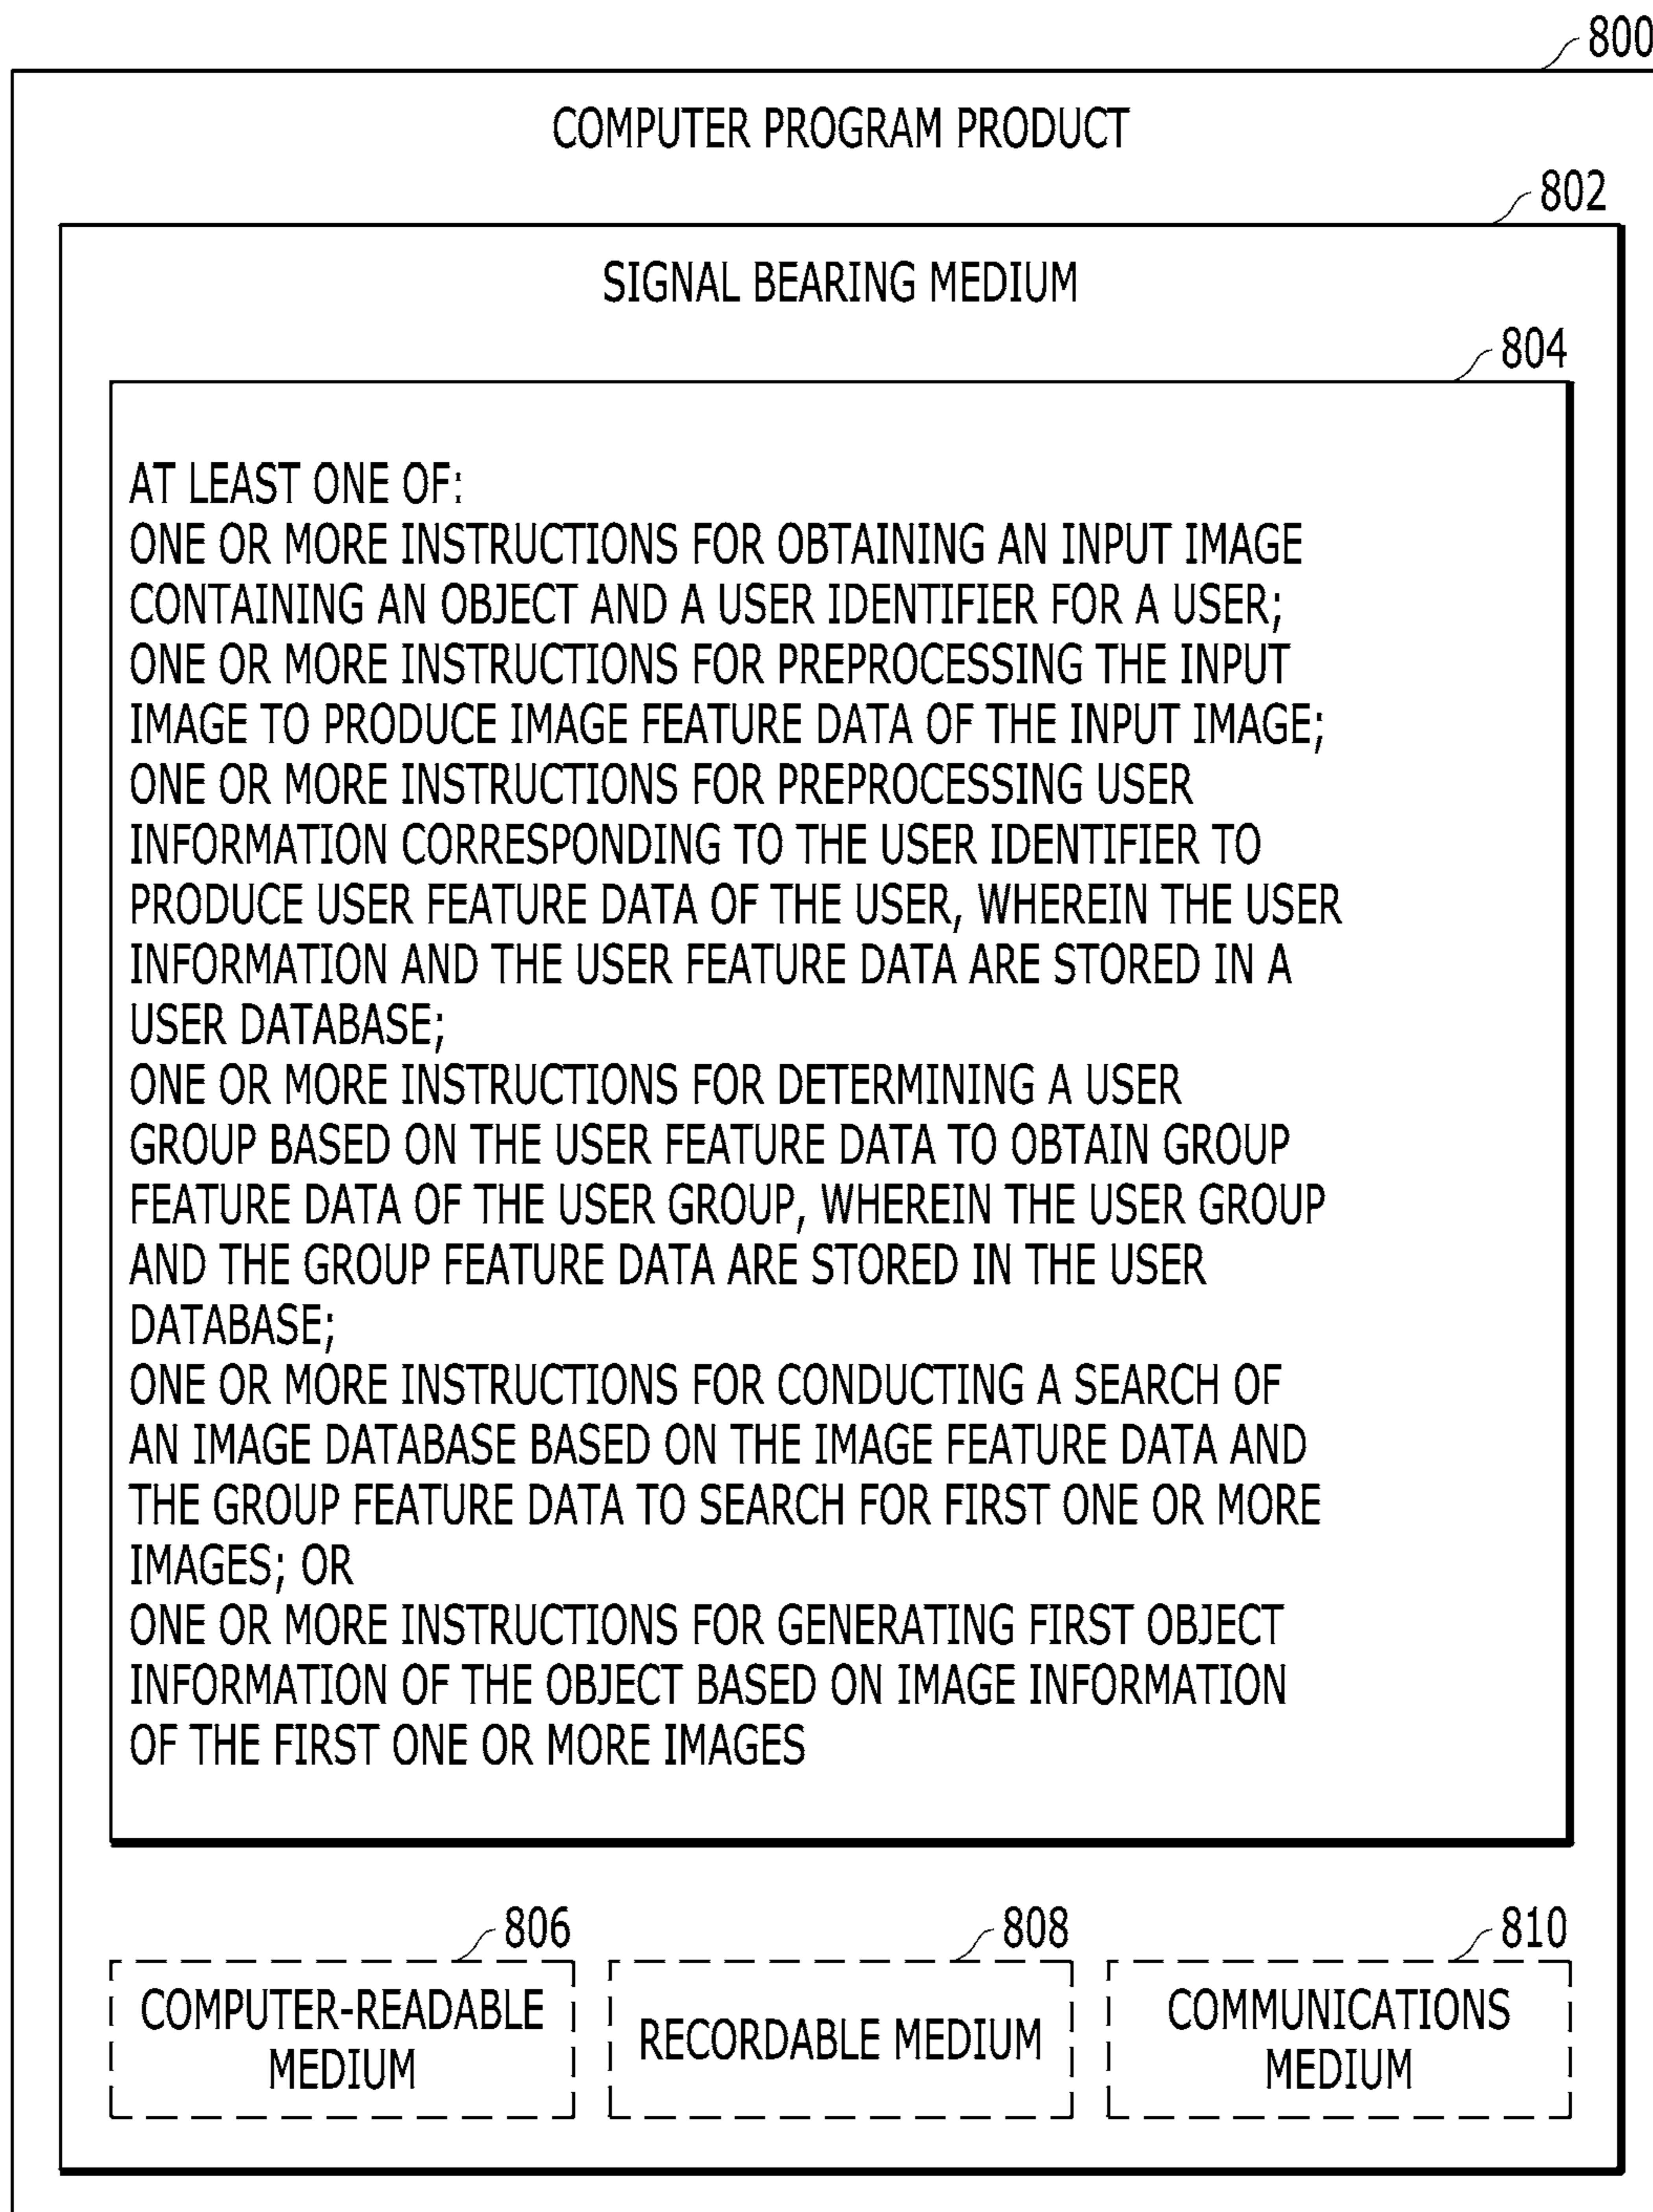 800
COMPUTER PROGRAM PRODUCT
802
SIGNAL BEARING MEDIUM
804
AT LEAST ONE OF:
ONE OR MORE INSTRUCTIONS FOR OBTAINING AN INPUT IMAGE
CONTAINING AN OBJECT AND A USER IDENTIFIER FOR A USER;
ONE OR MORE INSTRUCTIONS FOR PREPROCESSING THE INPUT
IMAGE TO PRODUCE IMAGE FEATURE DATA OF THE INPUT IMAGE;
ONE OR MORE INSTRUCTIONS FOR PREPROCESSING USER
INFORMATION CORRESPONDING TO THE USER IDENTIFIER TO
PRODUCE USER FEATURE DATA OF THE USER, WHEREIN THE USER
INFORMATION AND THE USER FEATURE DATA ARE STORED IN A
USER DATABASE;
ONE OR MORE INSTRUCTIONS FOR DETERMINING A USER
GROUP BASED ON THE USER FEATURE DATA TO OBTAIN GROUP
FEATURE DATA OF THE USER GROUP, WHEREIN THE USER GROUP
AND THE GROUP FEATURE DATA ARE STORED IN THE USER
DATABASE;
ONE OR MORE INSTRUCTIONS FOR CONDUCTING A SEARCH OF
AN IMAGE DATABASE BASED ON THE IMAGE FEATURE DATA AND
THE GROUP FEATURE DATA TO SEARCH FOR FIRST ONE OR MORE
IMAGES; OR
ONE OR MORE INSTRUCTIONS FOR GENERATING FIRST OBJECT
INFORMATION OF THE OBJECT BASED ON IMAGE INFORMATION
OF THE FIRST ONE OR MORE IMAGES
806
COMPUTER-READABLE
MEDIUM
808
RECORDABLE MEDIUM
810
COMMUNICATIONS
MEDIUM